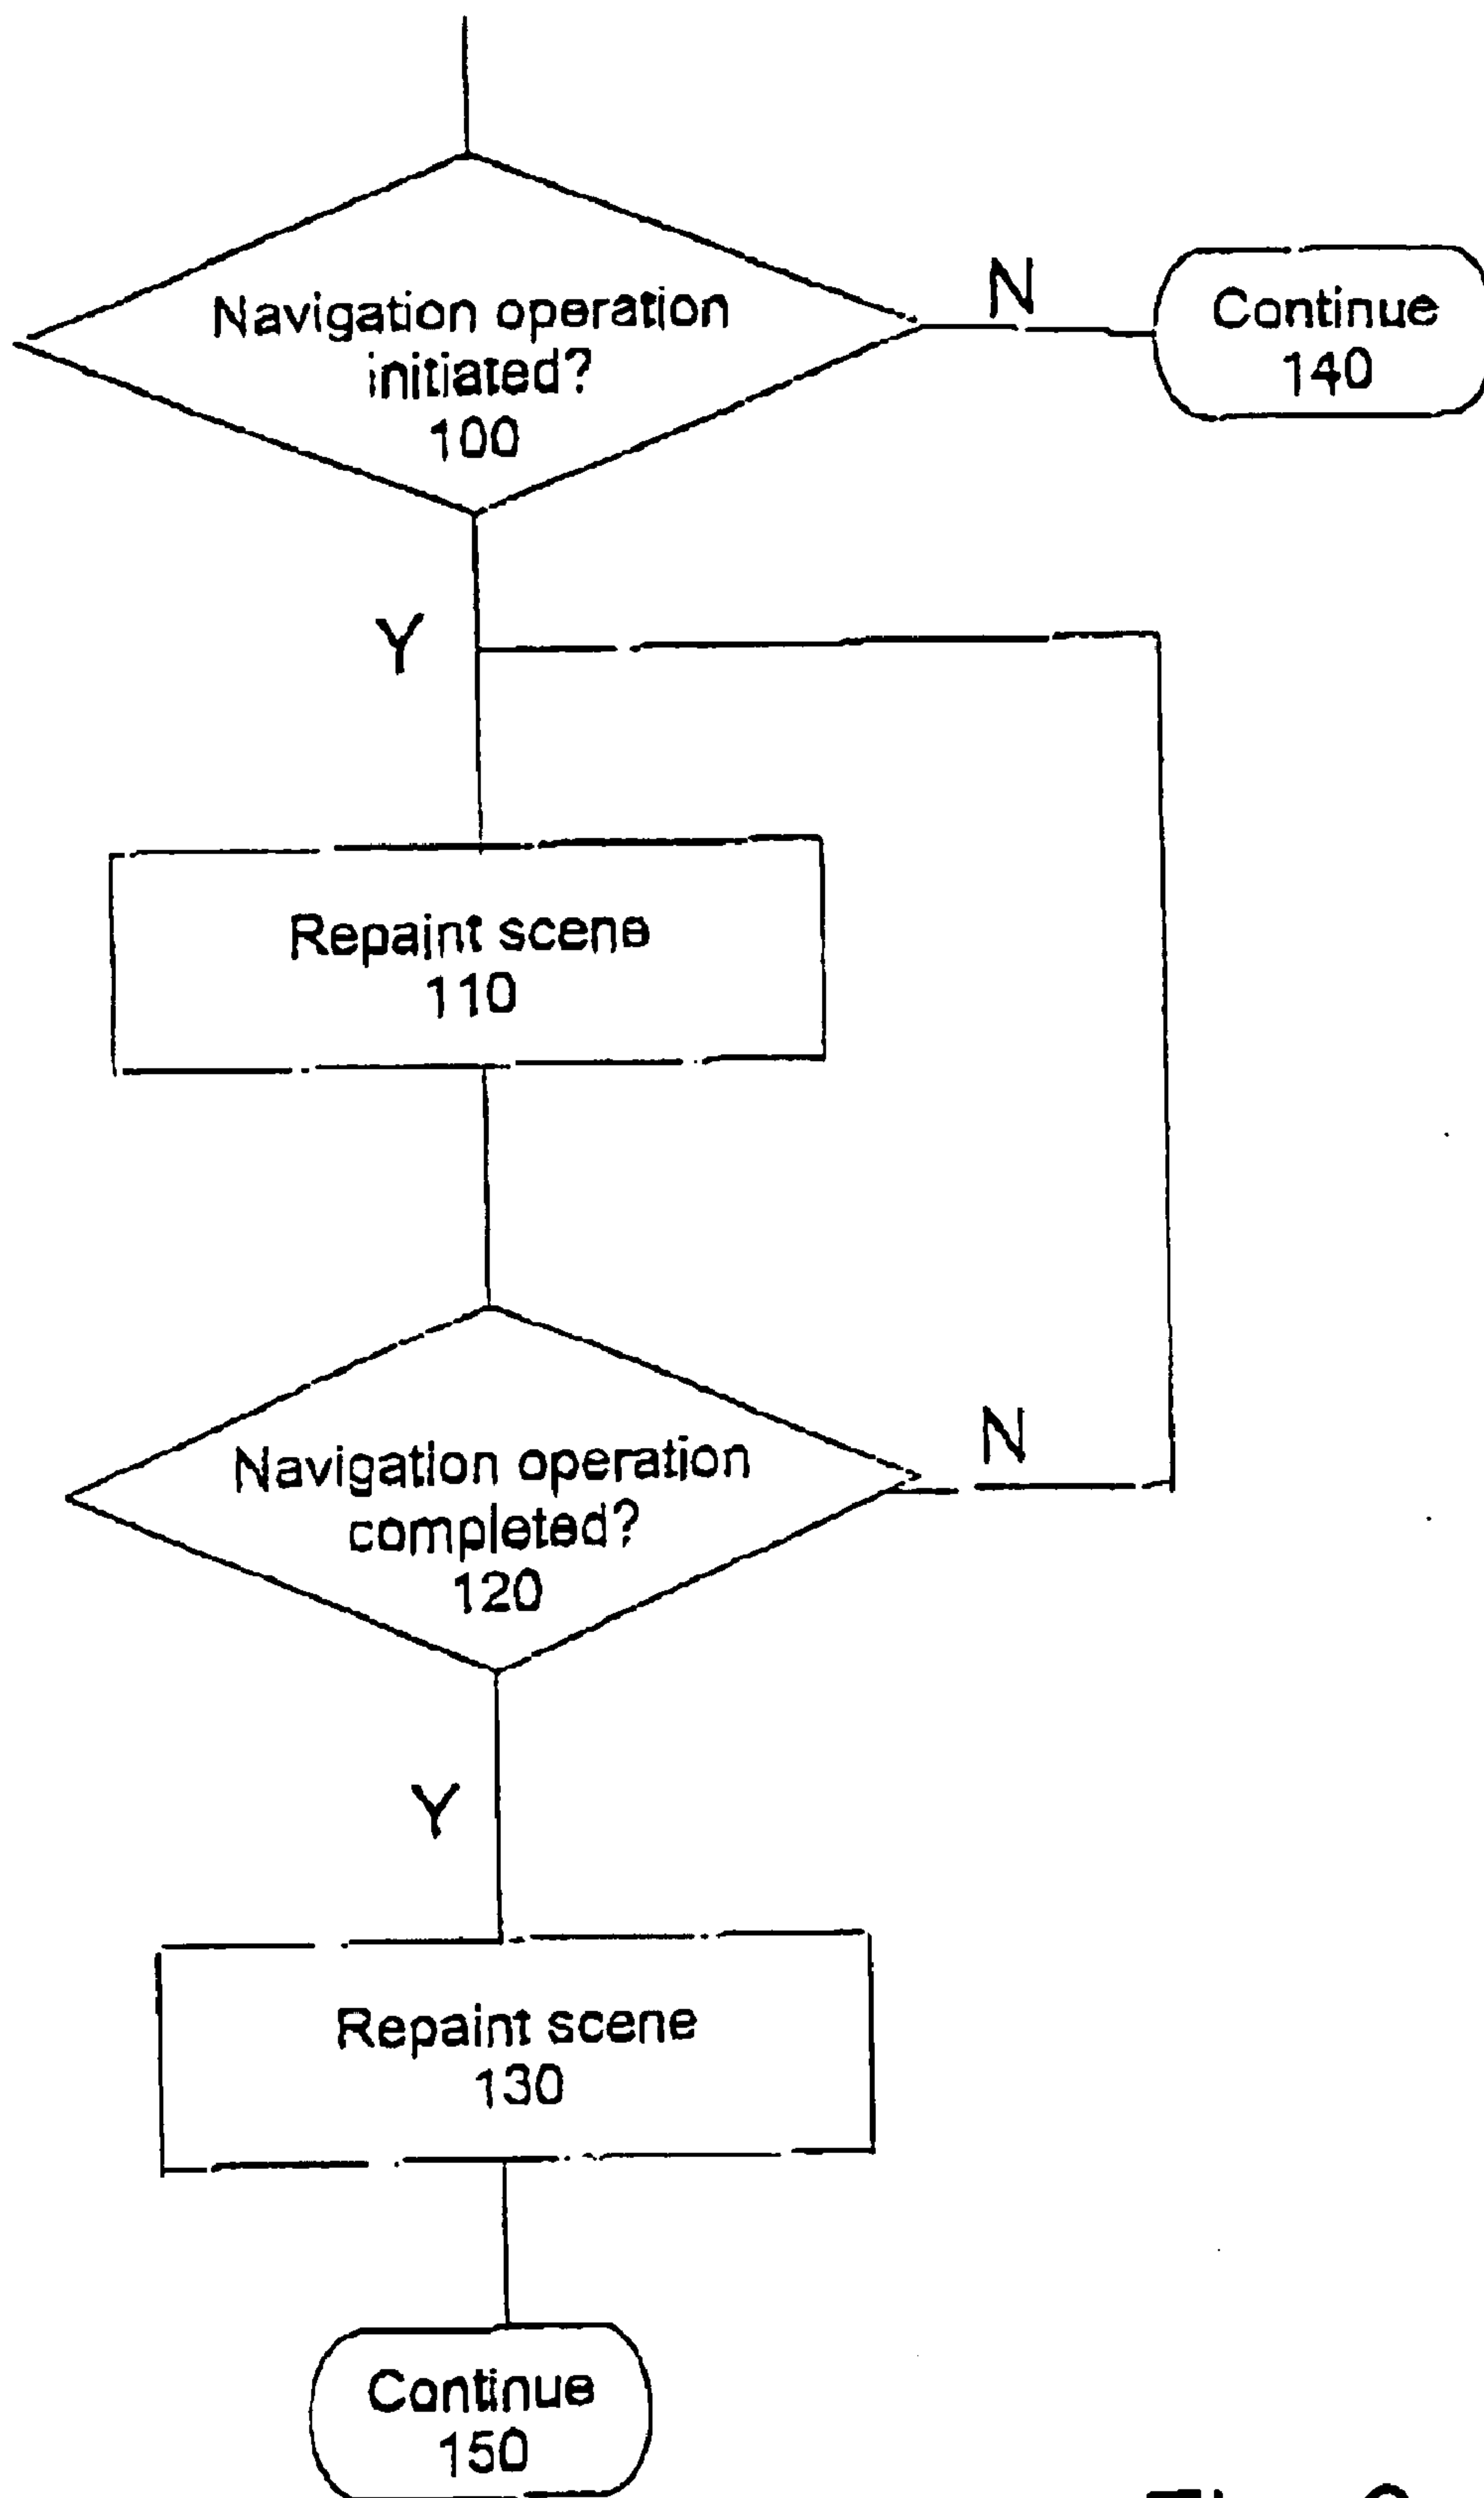 Navigation operation
initiated?
100
N
Continue
140
Y
Repaint scene
110
Navigation operation
completed?
120
N
Y
Repaint scene
130
Continue
150